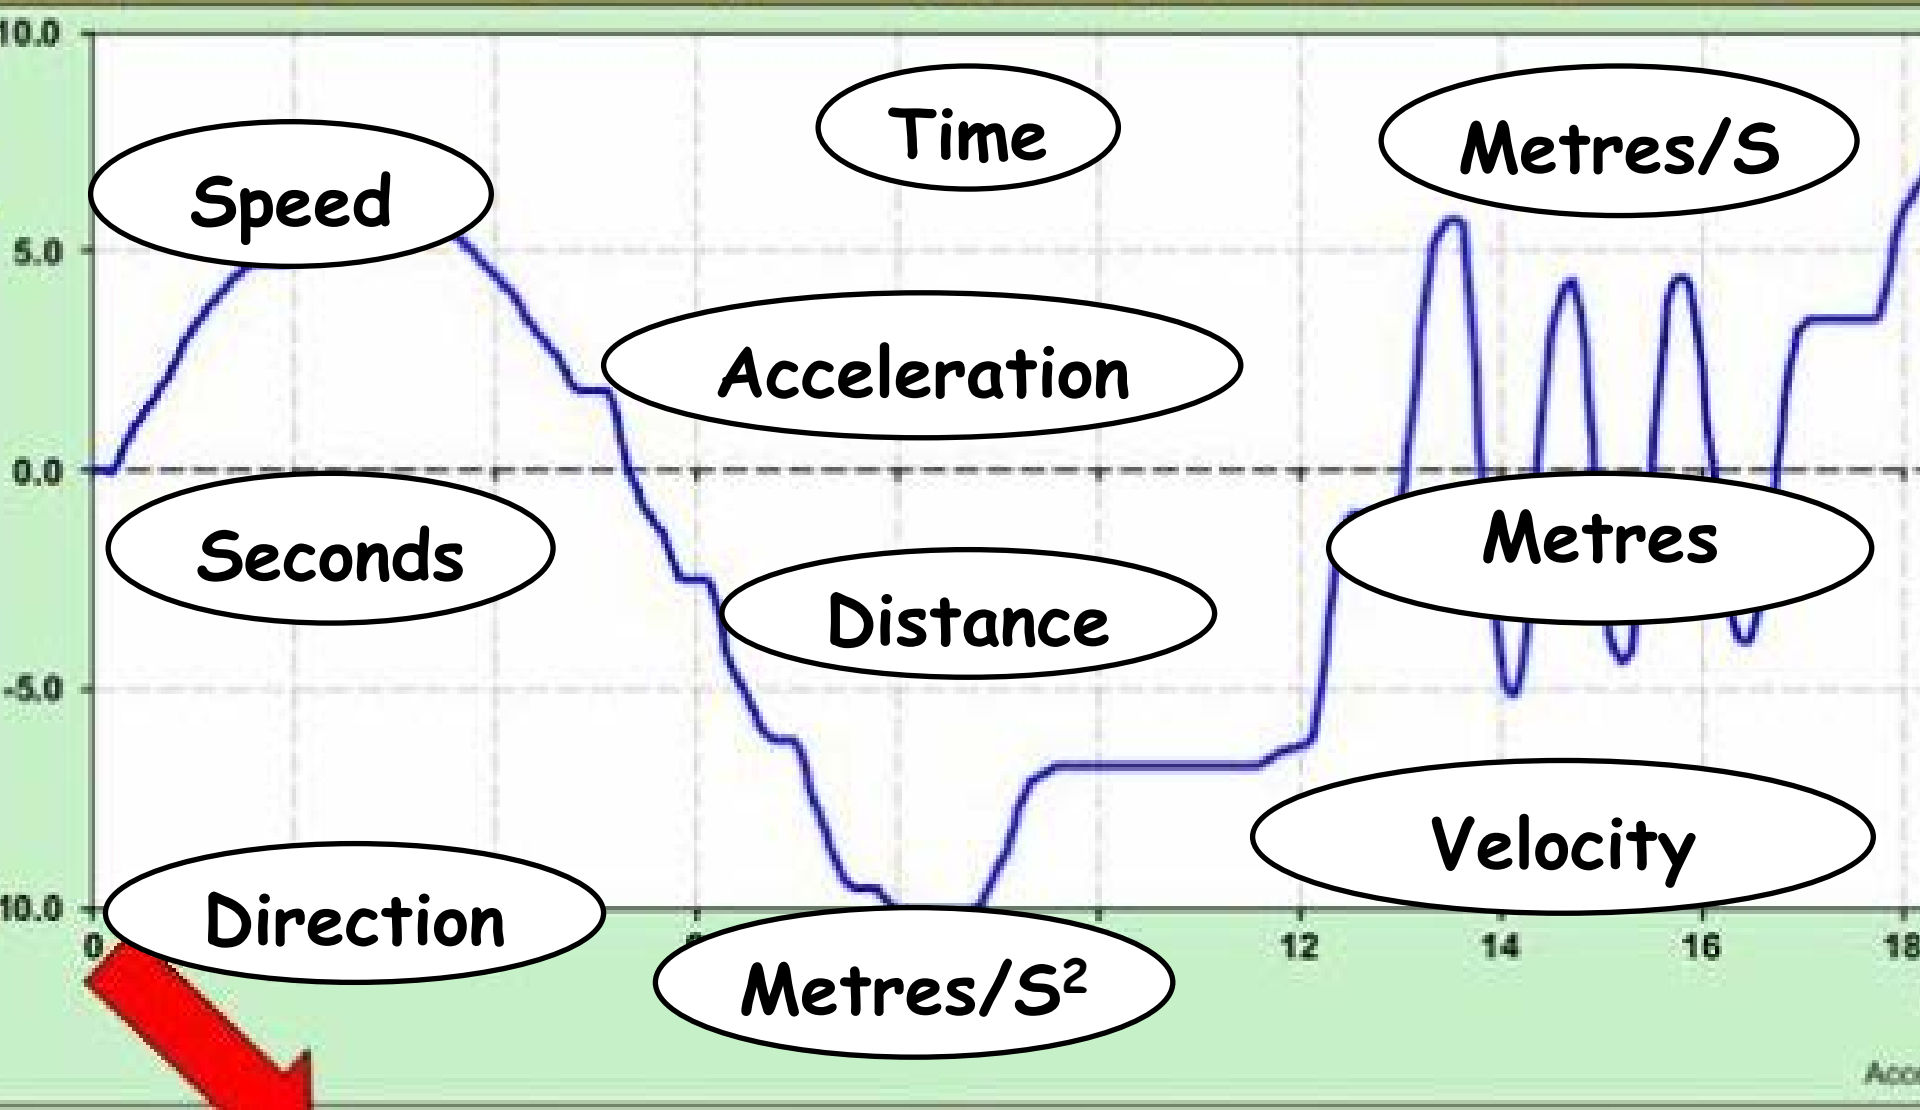 10.0
Time
Metres/S
Speed
5.0
Acceleration
0.0
Seconds
Metres
Distance
-5.0
Velocity
10.0
Direction
0
12
14
16
18
Metres/S²